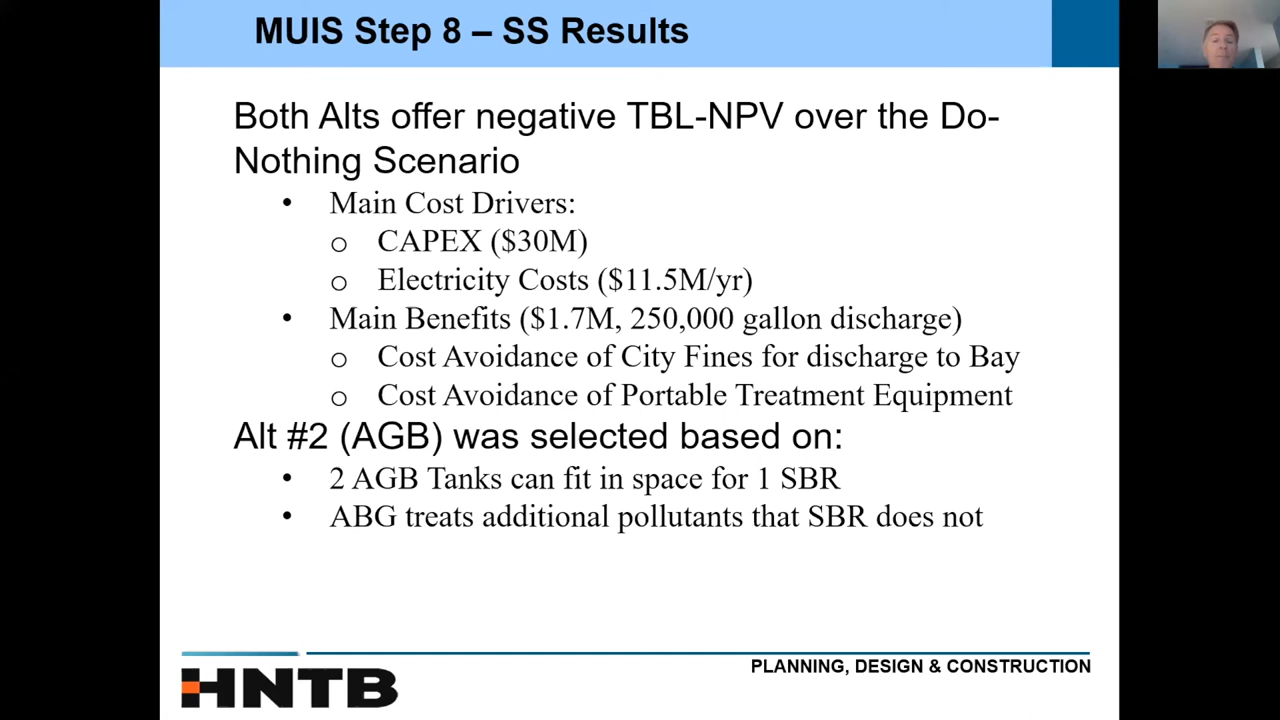 MUIS Step 8 – SS Results
Both Alts offer negative TBL-NPV over the Do-
Nothing Scenario
• Main Cost Drivers:
o CAPEX ($30M)
o Electricity Costs ($11.5M/yr)
• Main Benefits ($1.7M, 250,000 gallon discharge)
o Cost Avoidance of City Fines for discharge to Bay
o Cost Avoidance of Portable Treatment Equipment
Alt #2 (AGB) was selected based on:
• 2 AGB Tanks can fit in space for 1 SBR
• ABG treats additional pollutants that SBR does not
PLANNING, DESIGN & CONSTRUCTION
HNTB